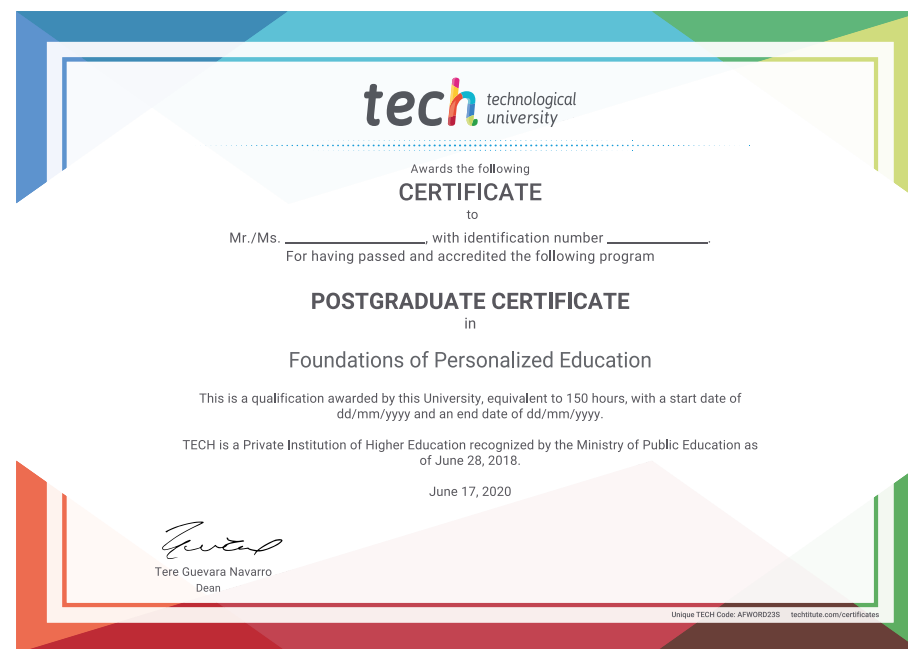 tech technological
university
Awards the following
CERTIFICATE
to
Mr./Ms. ____________________, with identification number ______________.
For having passed and accredited the following program
POSTGRADUATE CERTIFICATE
in
Foundations of Personalized Education
This is a qualification awarded by this University, equivalent to 150 hours, with a start date of
dd/mm/yyyy and an end date of dd/mm/yyyy.
TECH is a Private Institution of Higher Education recognized by the Ministry of Public Education as
of June 28, 2018.
June 17, 2020
Tere Guevara Navarro
Dean
Unique TECH Code: AFWORD23S techtitute.com/certificates